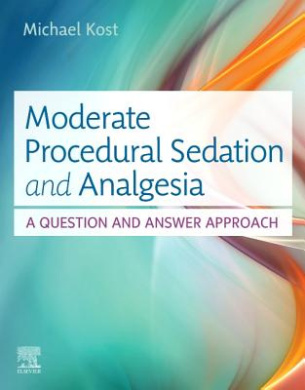 Michael Kost
Moderate
Procedural Sedation
and Analgesia
A QUESTION AND ANSWER APPROACH
ELSEVIER